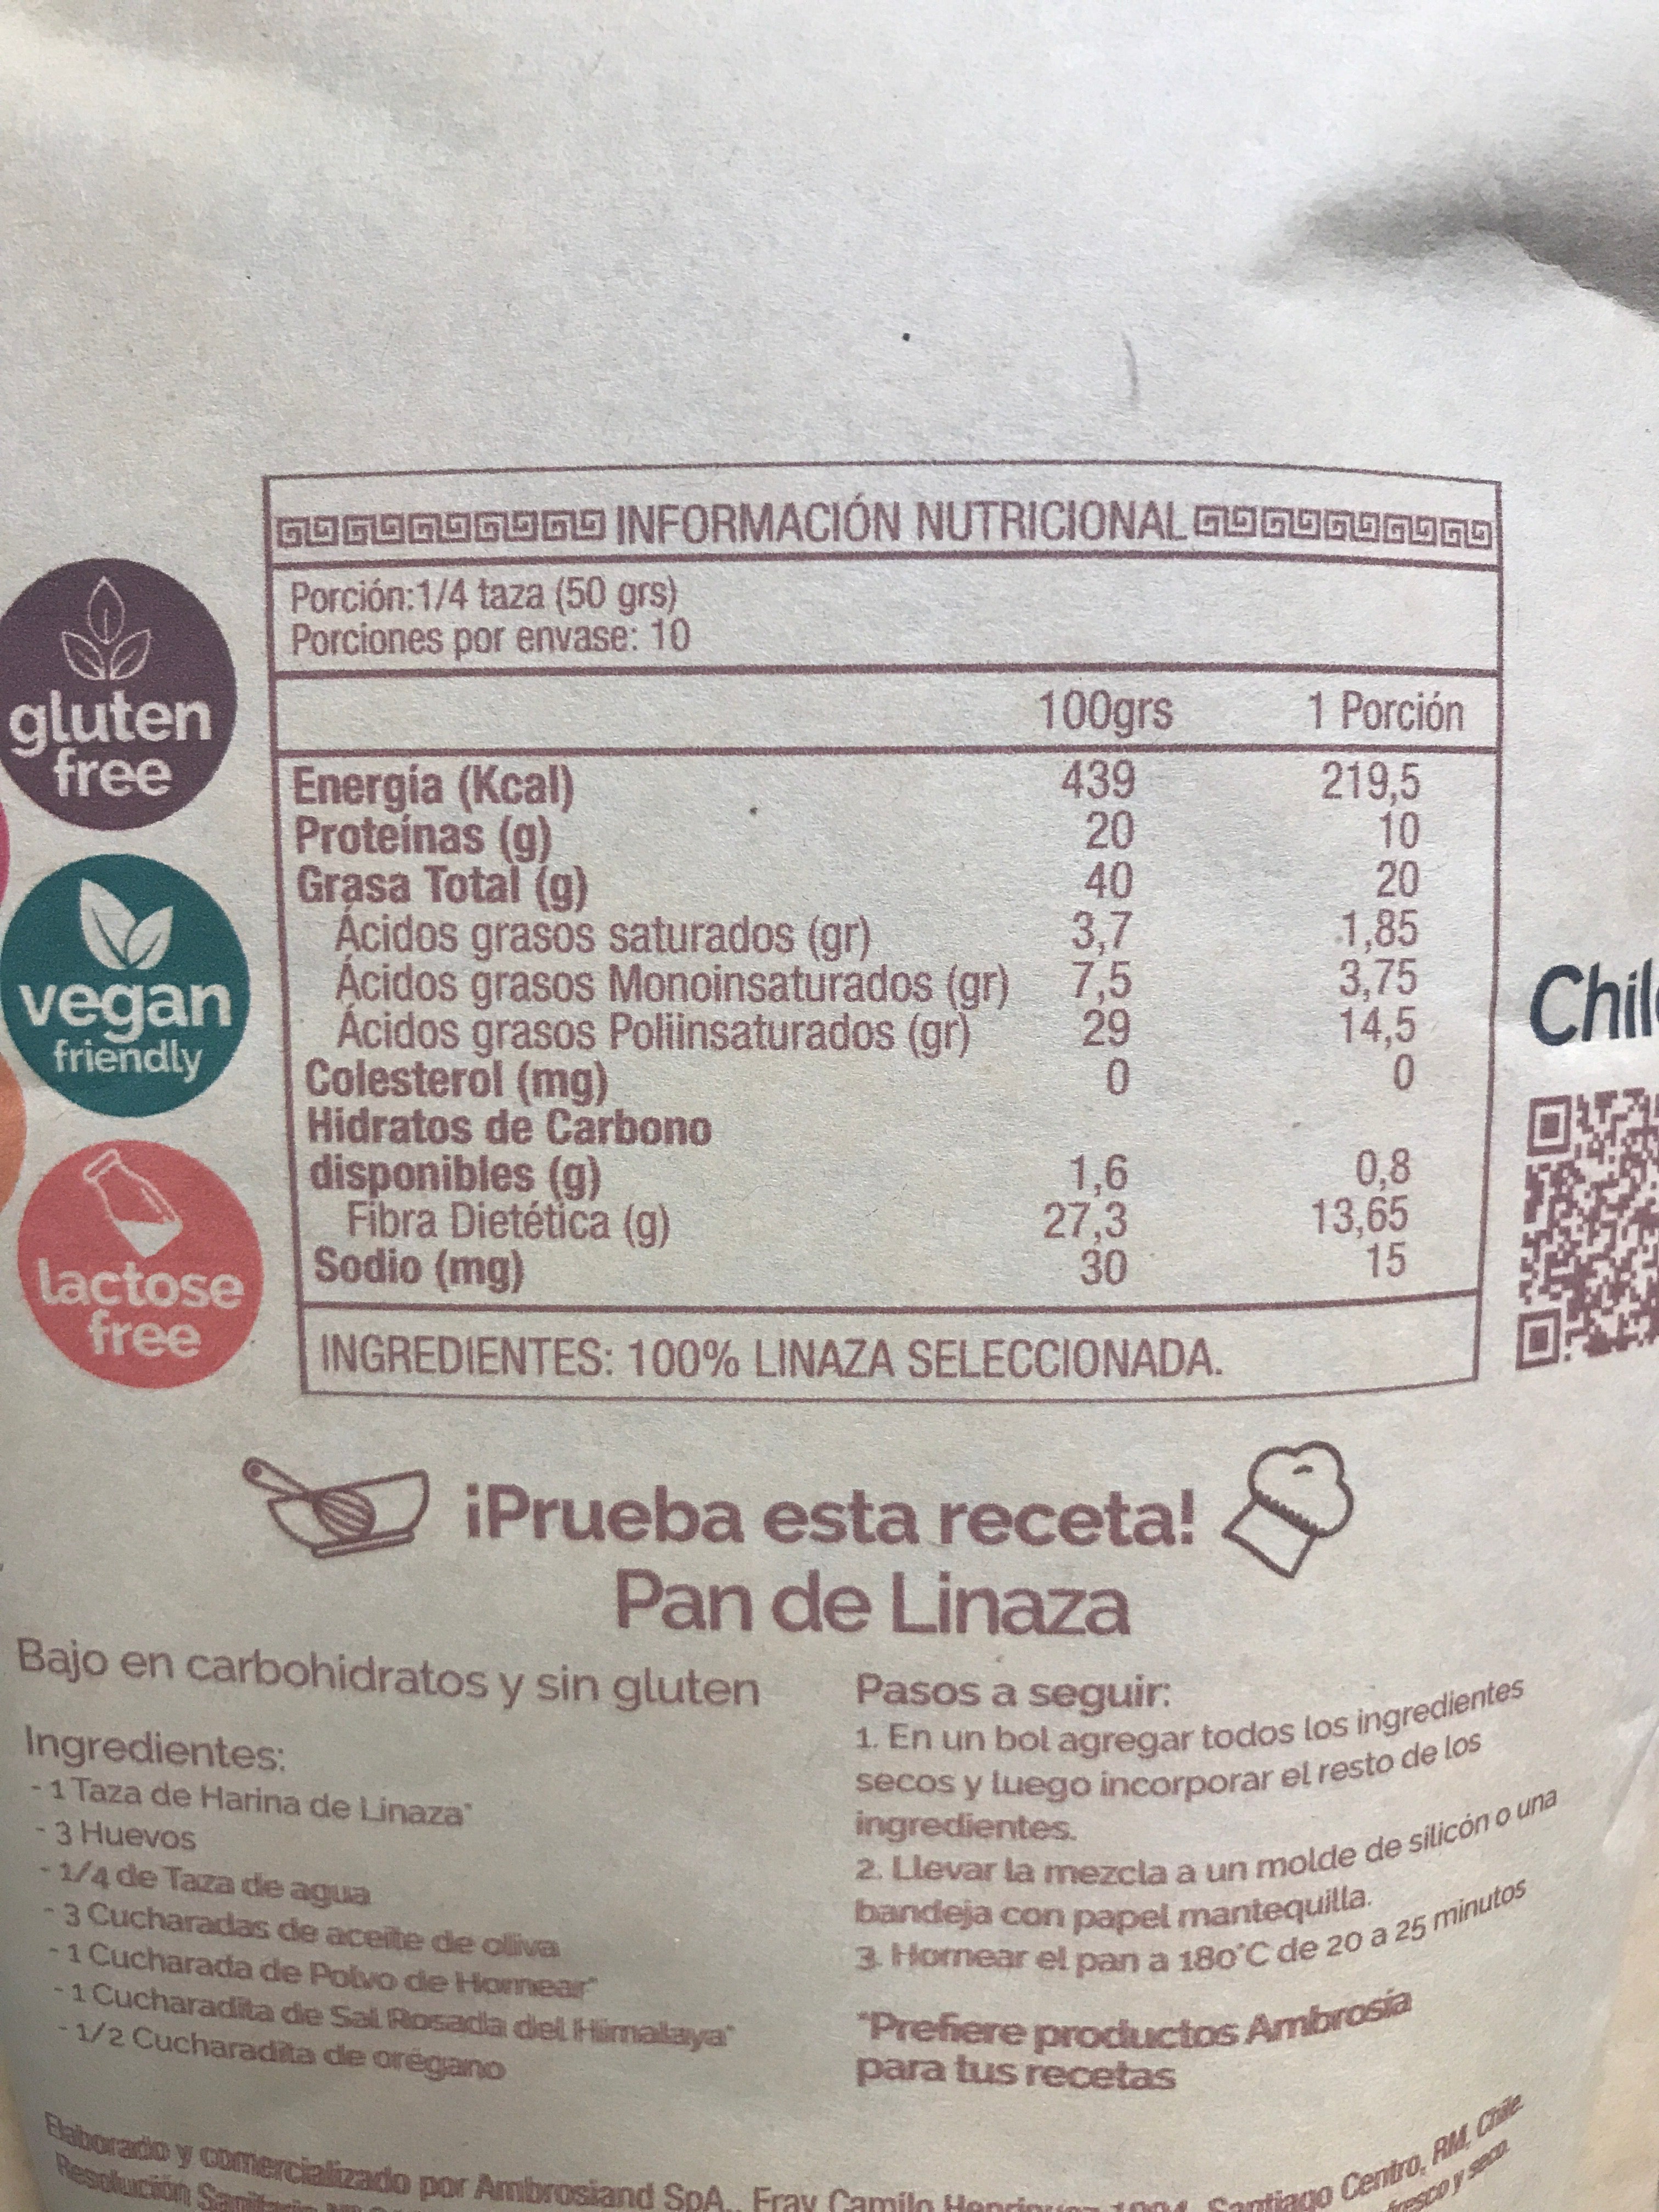 INFORMACIÓN NUTRICIONAL
Porción:1/4 taza (50 grs)
Porciones por envase: 10
100grs 1 Porción
Energía (Kcal) 439 219,5
Proteínas (g) 20 10
Grasa Total (g) 40 20
Ácidos grasos saturados (gr) 3,7 1,85
Ácidos grasos Monoinsaturados (gr) 7,5 3,75
Ácidos grasos Poliinsaturados (gr) 29 14,5
Colesterol (mg) 0 0
Hidratos de Carbono
disponibles (g) 1,6 0,8
Fibra Dietética (g) 27,3 13,65
Sodio (mg) 30 15
INGREDIENTES: 100% LINAZA SELECCIONADA.
gluten
free
vegan
friendly
lactose
free
¡Prueba esta receta!
Pan de Linaza
Bajo en carbohidratos y sin gluten
Ingredientes:
- 1 Taza de Harina de Linaza*
- 3 Huevos
- 1/4 de Taza de agua
- 3 Cucharadas de aceite de oliva
- 1 Cucharada de Polvo de Hornear*
- 1 Cucharadita de Sal Rosada del Himalaya*
- 1/2 Cucharadita de orégano
Pasos a seguir:
1. En un bol agregar todos los ingredientes
secos y luego incorporar el resto de los
ingredientes.
2. Llevar la mezcla a un molde de silicón o una
bandeja con papel mantequilla.
3. Hornear el pan a 180°C de 20 a 25 minutos
*Prefiere productos Ambrosía
para tus recetas
Elaborado y comercializado por Ambrosiand SpA., Fray Camilo Santiago Centro, RM, Chile.
Resolución fresco y seco.